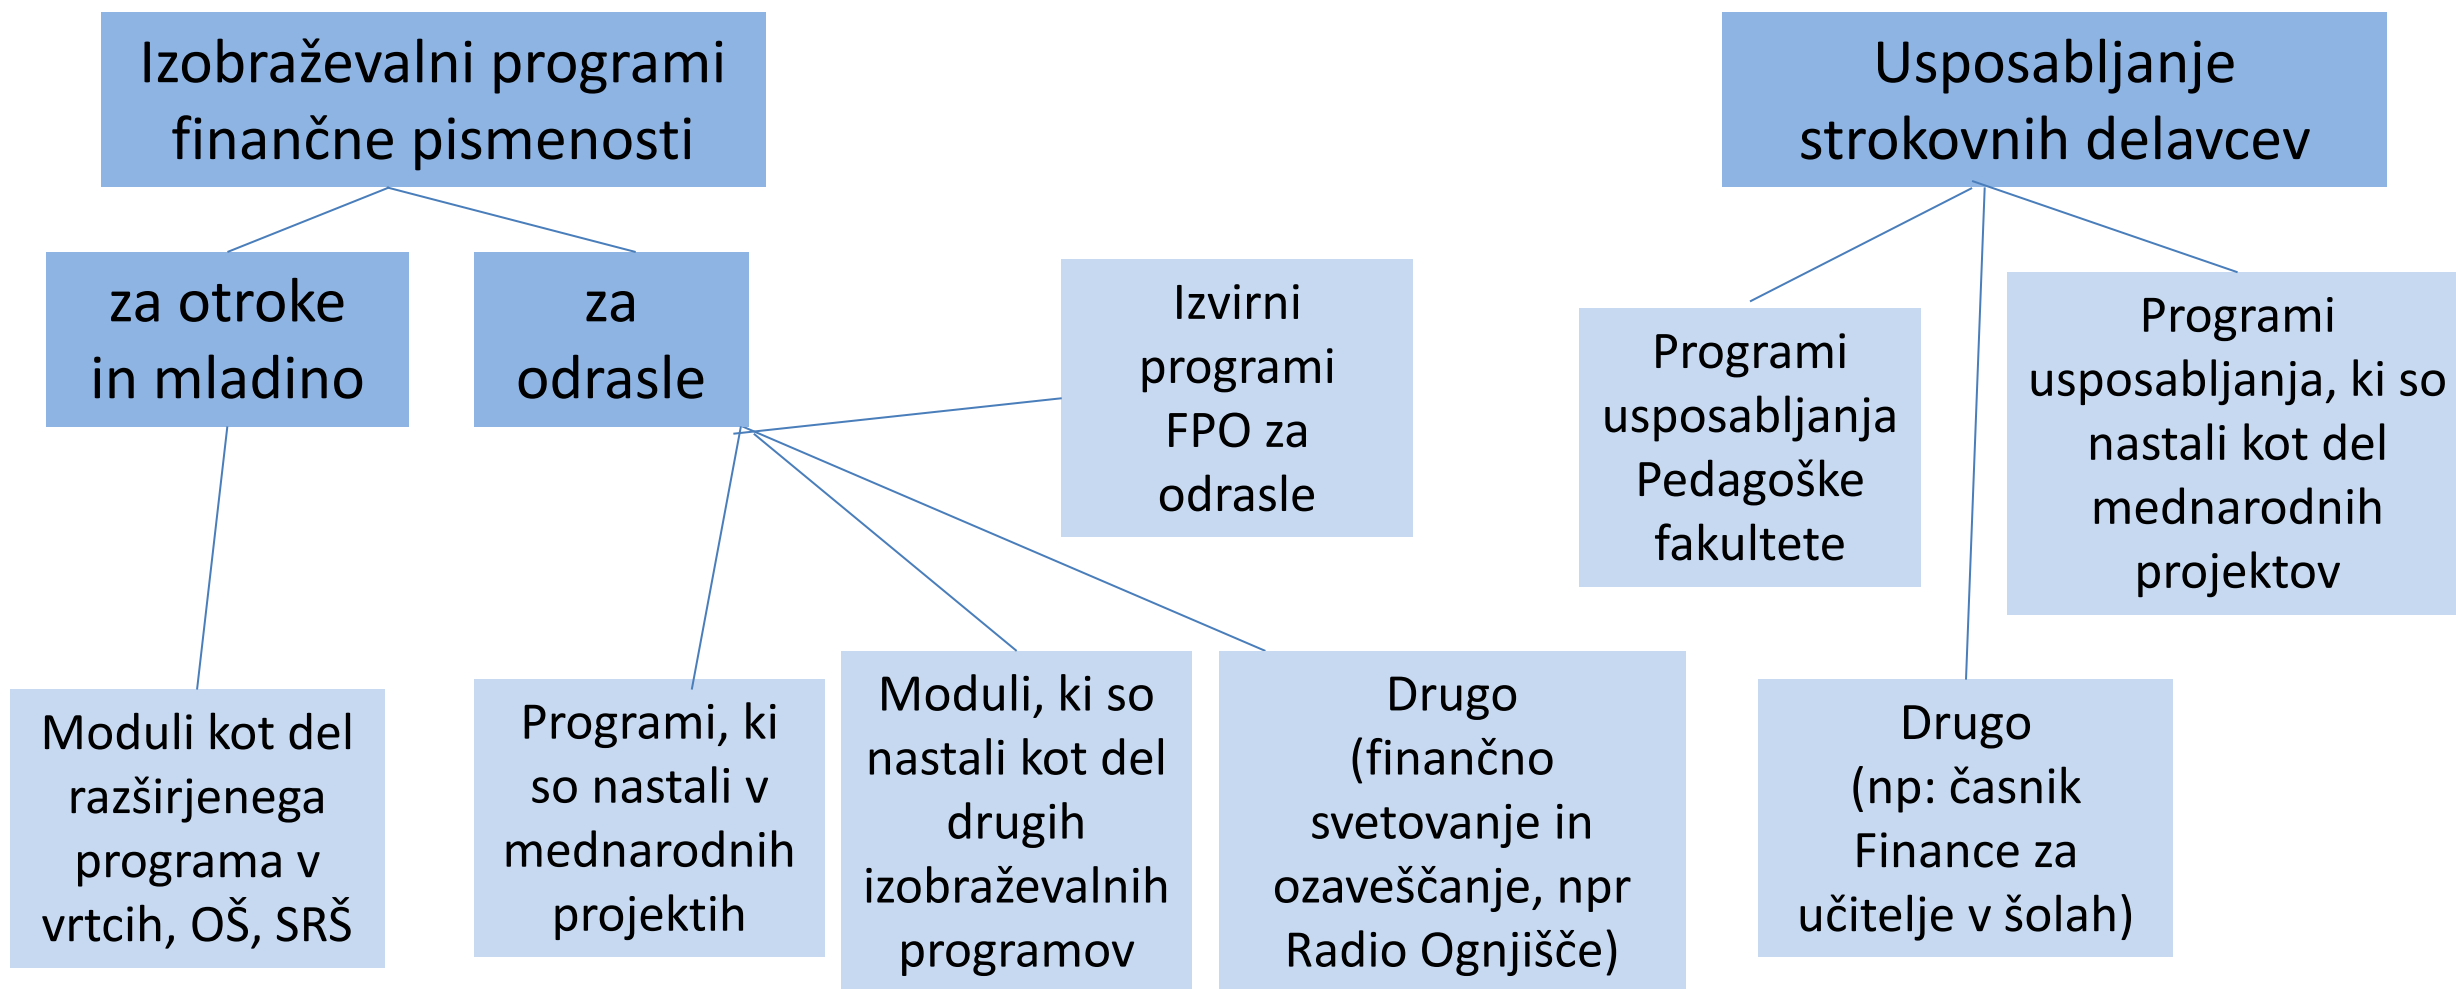 Izobraževalni programi
finančne pismenosti
Usposabljanje
strokovnih delavcev
za otroke
in mladino
za
odrasle
Izvirni
programi
FPO za
odrasle
Programi
usposabljanja
Pedagoške
fakultete
Programi
usposabljanja, ki so
nastali kot del
mednarodnih
projektov
Moduli kot del
razširjenega
programa v
vrtcih, OŠ, SRŠ
Programi, ki
so nastali v
mednarodnih
projektih
Moduli, ki so
nastali kot del
drugih
izobraževalnih
programov
Drugo
(finančno
svetovanje in
ozaveščanje, npr
Radio Ognjišče)
Drugo
(np: časnik
Finance za
učitelje v šolah)